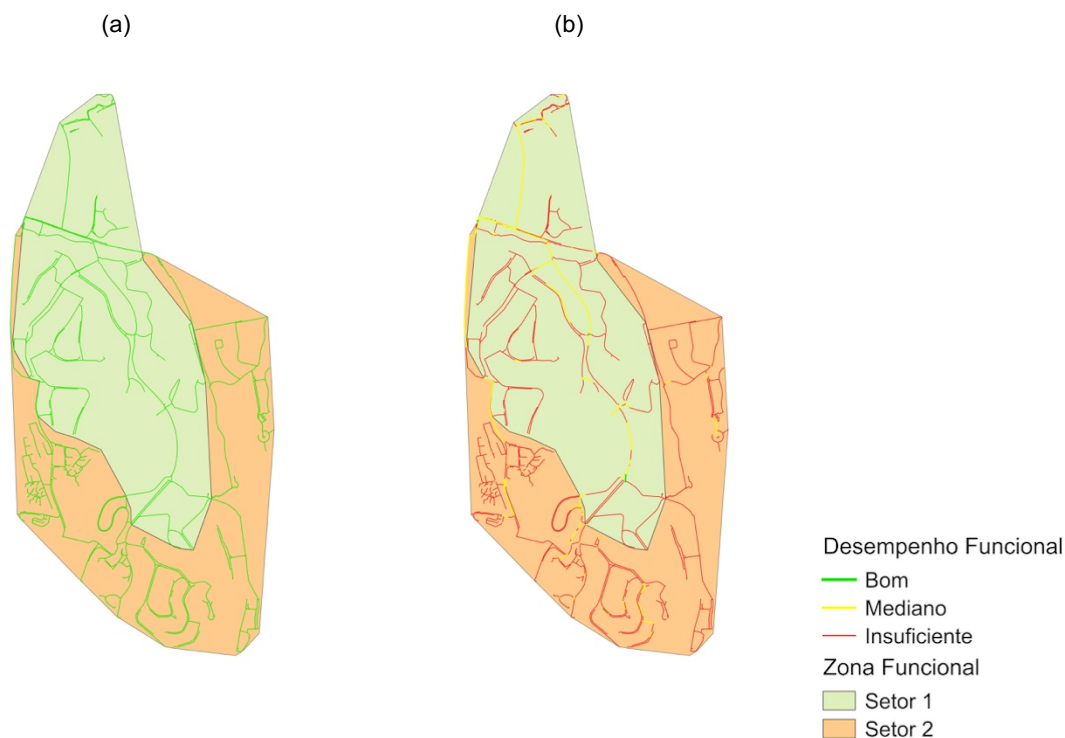 (a)
(b)
Desempenho Funcional
Bom
Mediano
Insuficiente
Zona Funcional
Setor 1
Setor 2